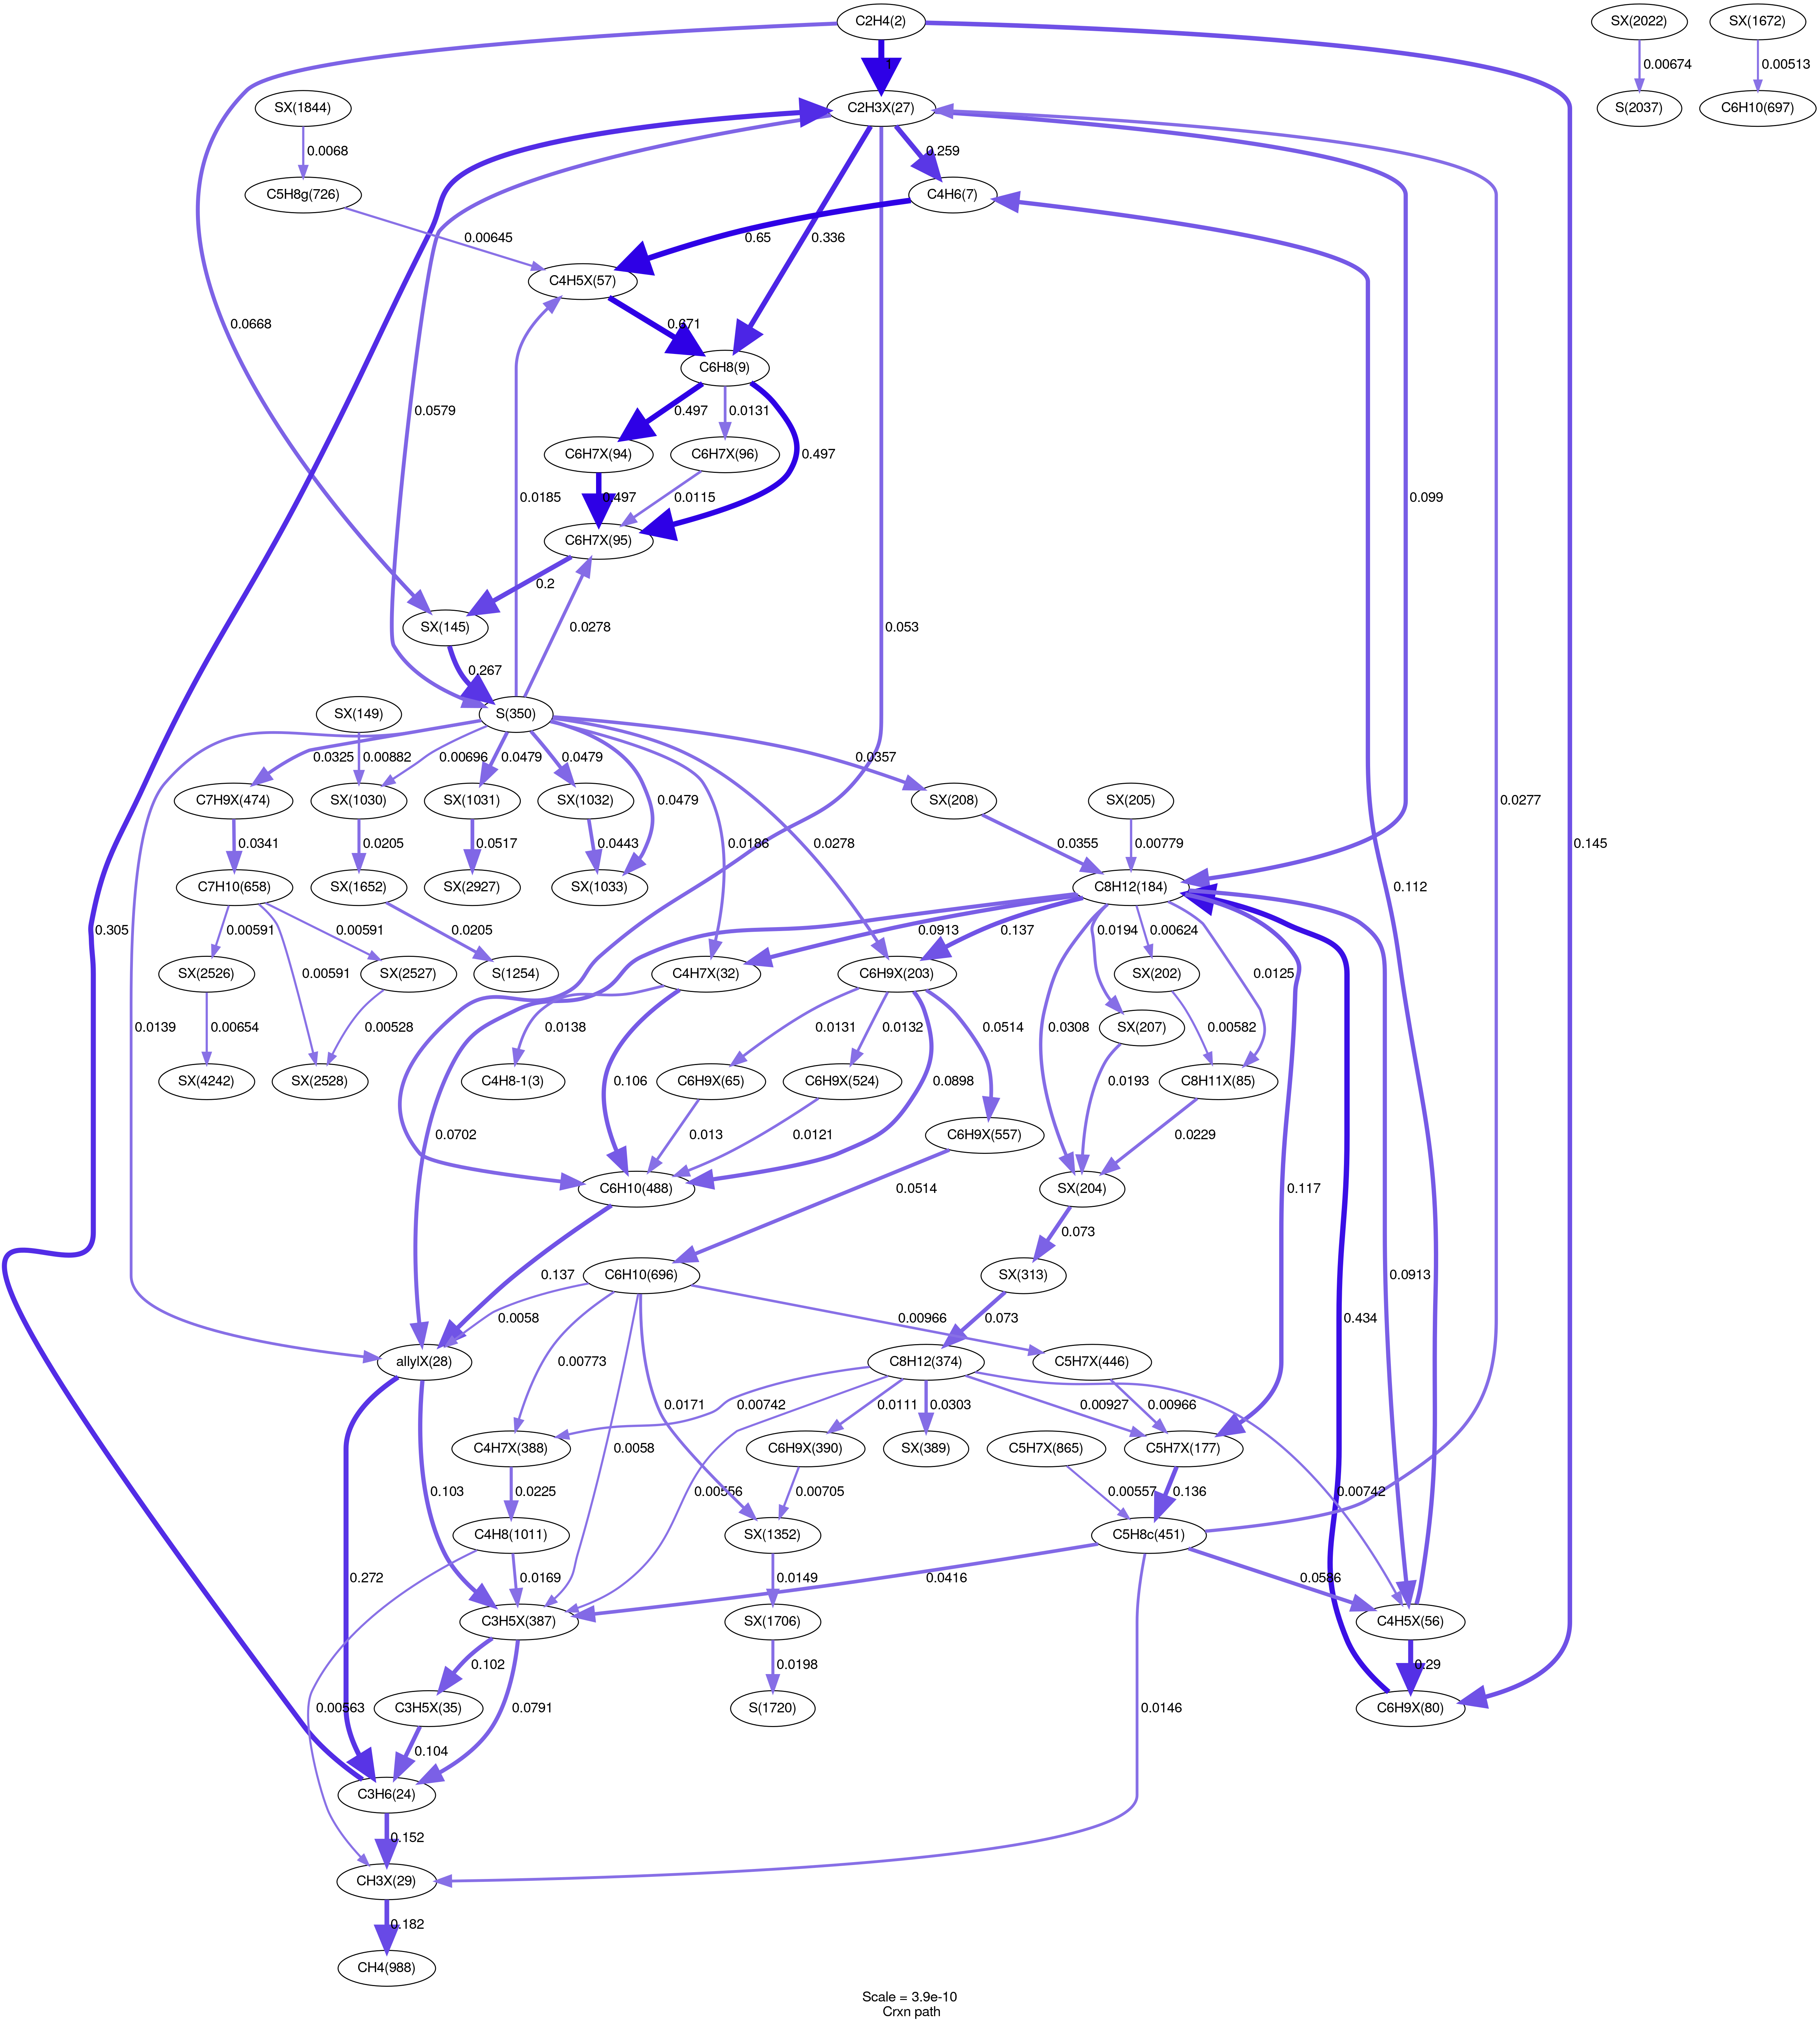 C2H4(2)
SX(2022)
SX(1672)
1
0.00674
0.00513
SX(1844)
C2H3X(27)
S(2037)
C6H10(697)
0.0068
0.259
C5H8g(726)
C4H6(7)
0.00645
0.65
0.336
C4H5X(57)
0.0668
0.671
C6H8(9)
0.0579
0.497
0.0131
C6H7X(94)
C6H7X(96)
0.497
0.0185
0.497
0.0115
0.099
C6H7X(95)
0.2
SX(145)
0.0278
0.053
0.267
SX(149)
S(350)
0.0325
0.00882
0.00696
0.0479
0.0479
0.0357
C7H9X(474)
SX(1030)
SX(1031)
SX(1032)
SX(208)
SX(205)
0.0479
0.0277
0.0341
0.0205
0.0517
0.0443
0.0186
0.0278
0.0355
0.00779
0.145
0.112
C7H10(658)
SX(1652)
SX(2927)
SX(1033)
C8H12(184)
0.305
0.00591
0.00591
0.0205
0.0913
0.137
0.0194
0.00624
0.434
SX(2526)
SX(2527)
S(1254)
C4H7X(32)
C6H9X(203)
SX(202)
0.0125
0.00591
0.0139
0.00654
0.00528
0.0138
0.0308
SX(207)
0.0131
0.0132
0.0514
0.00582
SX(4242)
SX(2528)
C4H8-1(3)
0.106
C6H9X(65)
C6H9X(524)
0.0898
0.0193
C8H11X(85)
0.0702
0.013
0.0121
C6H9X(557)
0.0229
C6H10(488)
SX(204)
0.117
0.0514
0.073
0.137
C6H10(696)
SX(313)
0.0913
0.0058
0.00966
0.073
allylX(28)
0.00773
C8H12(374)
C5H7X(446)
0.0171
0.00742
0.0111
0.0303
0.00927
0.00966
C4H7X(388)
0.0058
C6H9X(390)
SX(389)
C5H7X(865)
C5H7X(177)
0.103
0.0225
0.00556
0.00705
0.00557
0.136
0.00742
C4H8(1011)
SX(1352)
C5H8c(451)
0.272
0.0169
0.0149
0.0416
0.0586
C3H5X(387)
SX(1706)
C4H5X(56)
0.102
0.0198
0.29
0.00563
C3H5X(35)
0.0791
S(1720)
0.0146
C6H9X(80)
0.104
C3H6(24)
0.152
CH3X(29)
0.182
CH4(988)
Scale = 3.9e-10
Crxn path